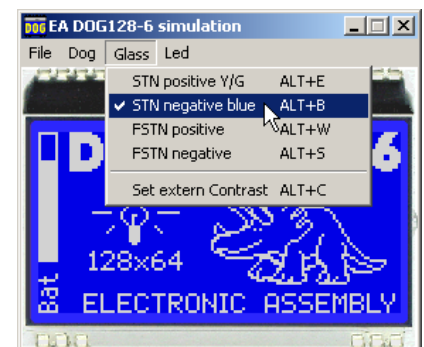 DOG EA DOG128-6 simulation
File Dog Glass Led
STN positive Y/G ALT+E
✓ STN negative blue ALT+B
FSTN positive ALT+W
FSTN negative ALT+S
Set extern Contrast ALT+C
D 6
128x64
Bat
ELECTRONIC ASSEMBLY